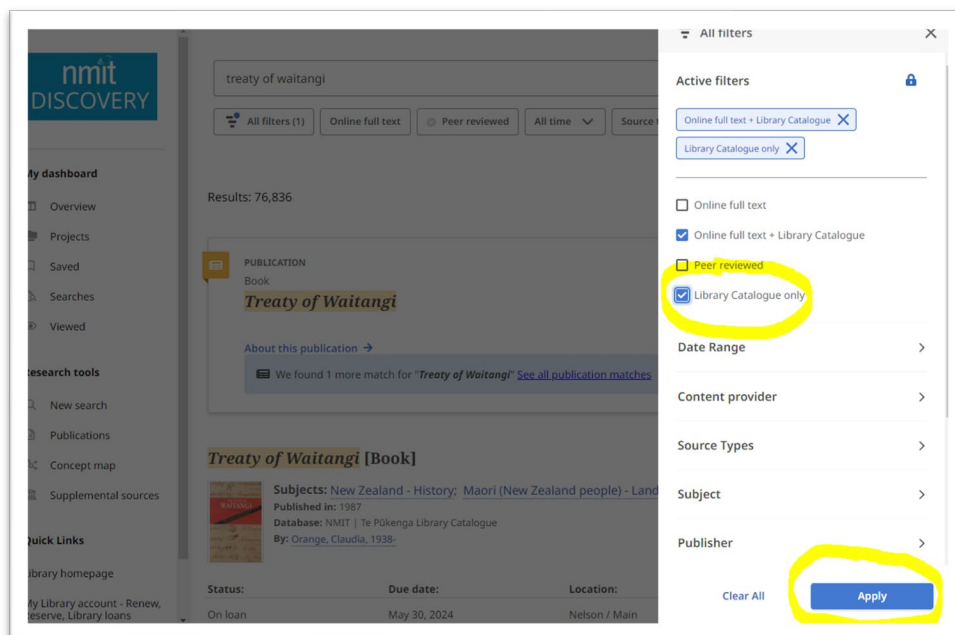 nmit
DISCOVERY
My dashboard
Overview
Projects
Saved
Searches
Viewed
Research tools
New search
Publications
Concept map
Supplemental sources
Quick Links
library homepage
My Library account - Renew,
Reserve, Library loans
treaty of waitangi
All filters (1)
Online full text
Peer reviewed
All time
Source
Results: 76,836
PUBLICATION
Book
Treaty of Waitangi
About this publication →
We found 1 more match for "Treaty of Waitangi" See all publication matches
Treaty of Waitangi [Book]
WAITANGI
Subjects: New Zealand - History; Maori (New Zealand people) - Land
Published in: 1987
Database: NMIT | Te Pūkenga Library Catalogue
By: Orange, Claudia, 1938-
Status: Due date: Location:
On loan May 30, 2024 Nelson / Main
All filters
Active filters
Online full text + Library Catalogue
Library Catalogue only
Online full text
Online full text + Library Catalogue
Peer reviewed
Library Catalogue only
Date Range
Content provider
Source Types
Subject
Publisher
Clear All
Apply